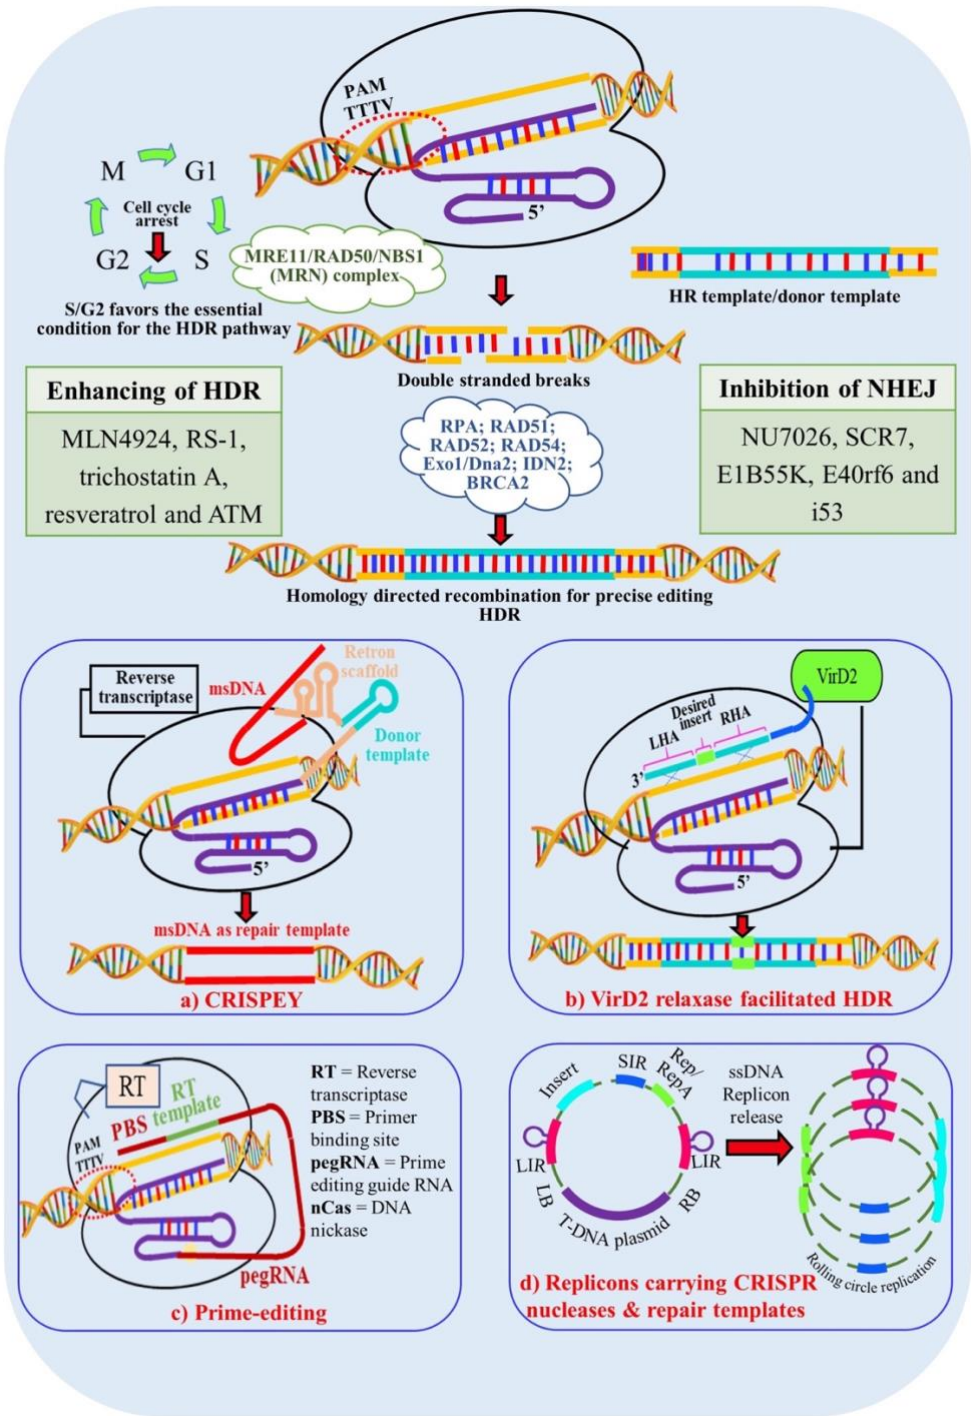 PAM
TTTV
M
G1
Cell cycle
arrest
G2
S
5'
MRE11/RAD50/NBS1
(MRN) complex
HR template/donor template
S/G2 favors the essential
condition for the HDR pathway
Double stranded breaks
Enhancing of HDR
MLN4924, RS-1,
trichostatin A,
resveratrol and ATM
RPA; RAD51;
RAD52; RAD54;
Exo1/Dna2; IDN2;
BRCA2
Inhibition of NHEJ
NU7026, SCR7,
E1B55K, E40rf6 and
i53
Homology directed recombination for precise editing
HDR
Reverse
transcriptase
msDNA
Retron
scaffold
Donor
template
5'
msDNA as repair template
a) CRISPEY
VirD2
Desired
insert
LHA
RHA
3'
5'
b) VirD2 relaxase facilitated HDR
RT
PBS
RT
template
PAM
TTTV
pegRNA
RT = Reverse
transcriptase
PBS = Primer
binding site
pegRNA = Prime
editing guide RNA
nCas = DNA
nickase
c) Prime-editing
Insert
SIR
Rep/
RepA
LIR
LIR
LB
RB
T-DNA plasmid
ssDNA
Replicon
release
Rolling circle replication
d) Replicons carrying CRISPR
nucleases & repair templates